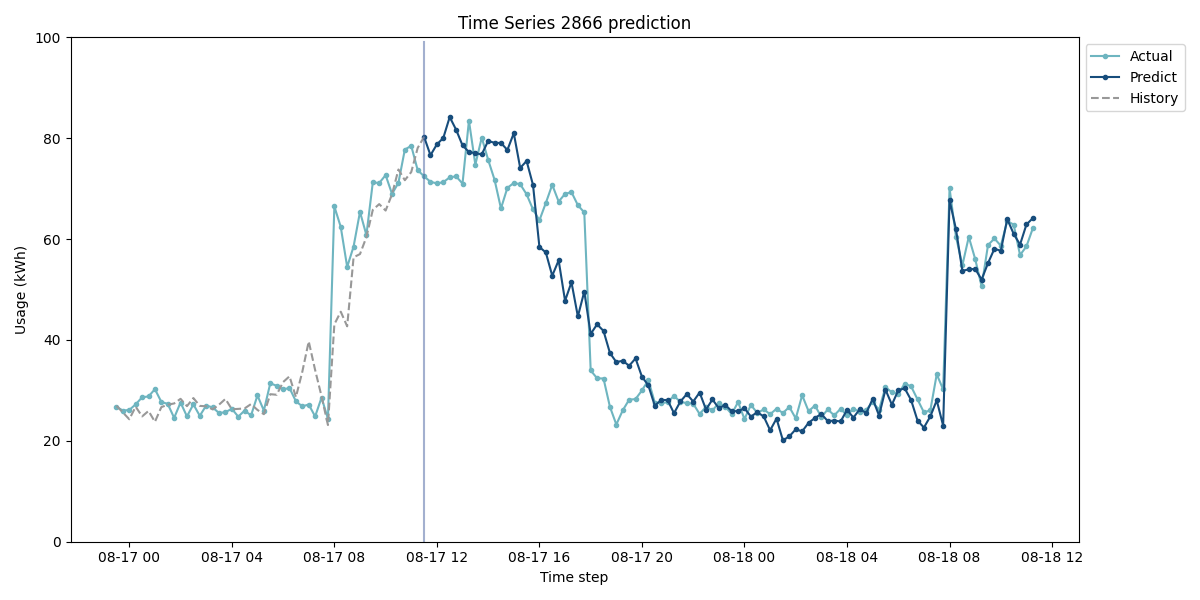 Time Series 2866 prediction
Actual
Predict
History
Usage (kWh)
100
80
60
40
20
0
08-17 00
08-17 04
08-17 08
08-17 12
08-17 16
08-17 20
08-18 00
08-18 04
08-18 08
08-18 12
Time step